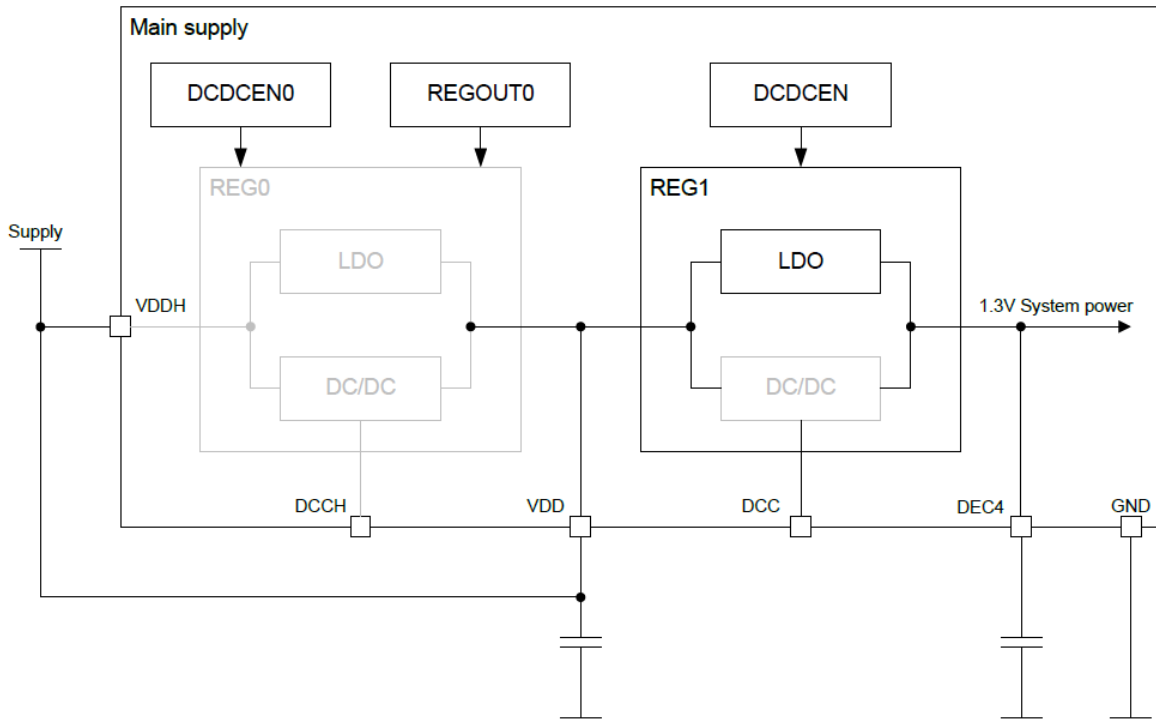 Main supply
DCDCEN0
REGOUT0
DCDCEN
REG0
REG1
Supply
LDO
LDO
VDDH
1.3V System power
DC/DC
DC/DC
DCCH
VDD
DCC
DEC4
GND